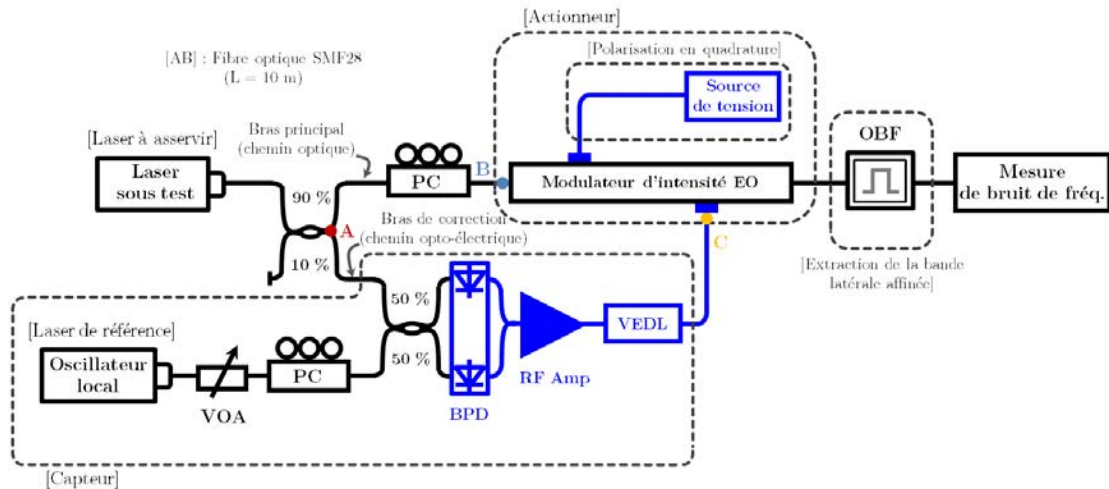 [Actionneur]
[AB] : Fibre optique SMF28
(L = 10 m)
[Polarisation en quadrature]
Source
de tension
[Laser à asservir]
Bras principal
(chemin optique)
OBF
Laser
sous test
90 %
PC
B
Modulateur d'intensité EO
Mesure
de bruit de fréq.
A
Bras de correction
(chemin opto-électrique)
C
10 %
[Extraction de la bande
latérale affinée]
50 %
[Laser de référence]
VEDL
Oscillateur
local
PC
50 %
RF Amp
VOA
BPD
[Capteur]